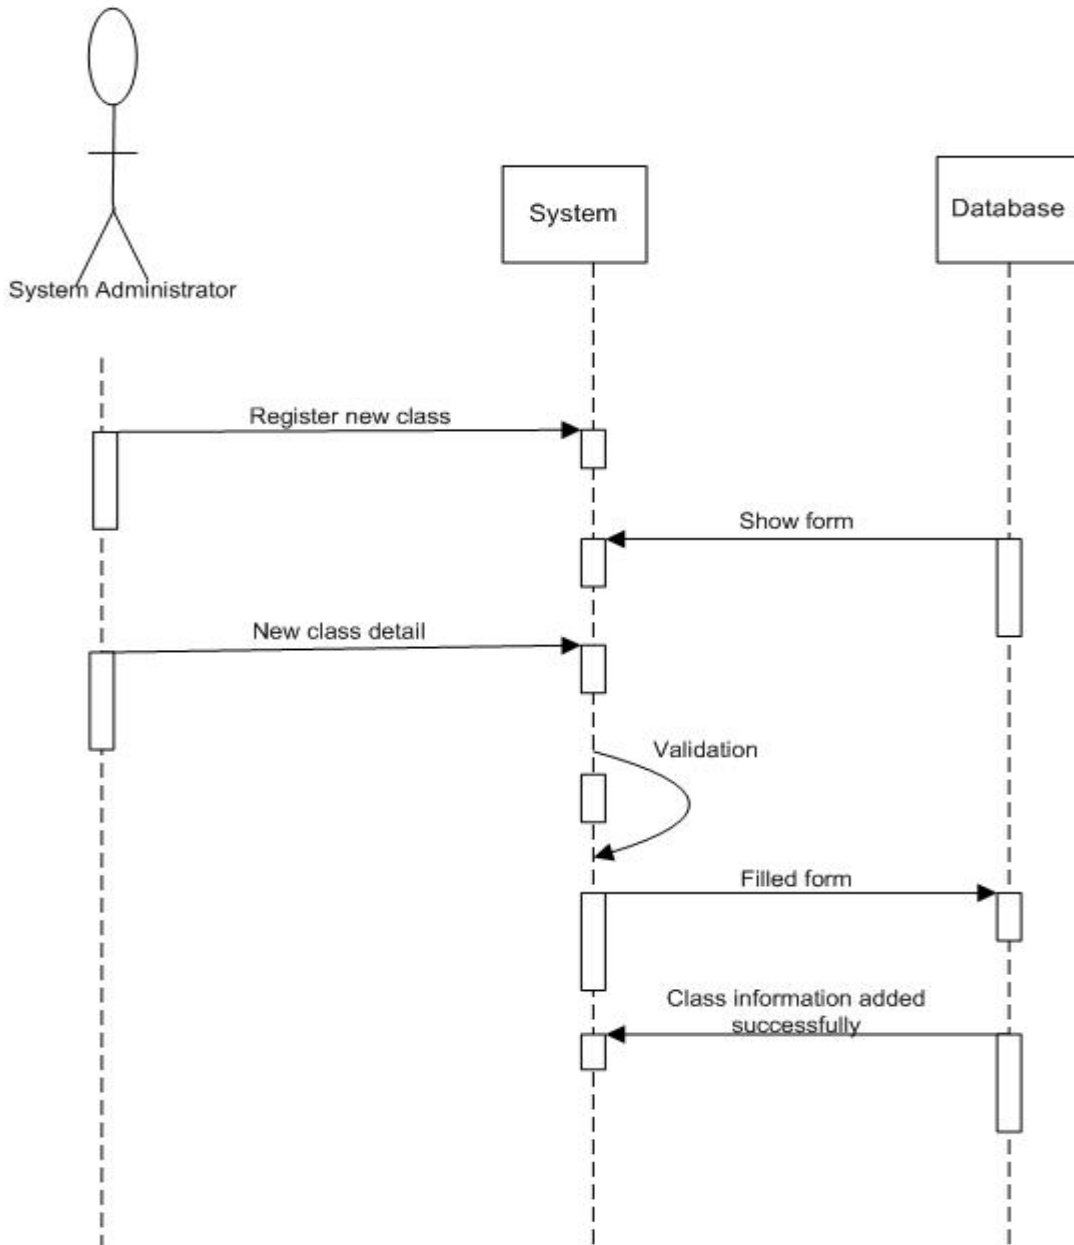 System
Database
System Administrator
Register new class
Show form
New class detail
Validation
Filled form
Class information added
successfully